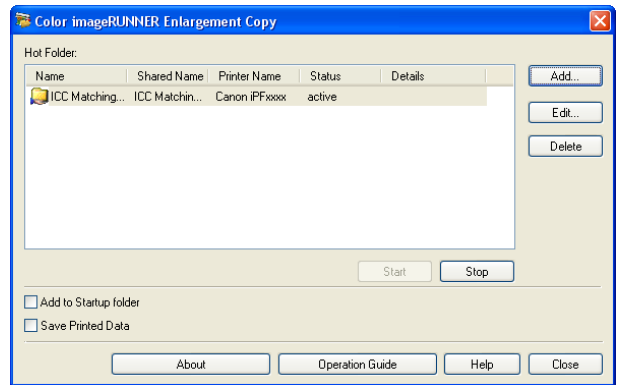 Color imageRUNNER Enlargement Copy
Hot Folder:
Name Shared Name Printer Name Status Details
Add...
ICC Matching... ICC Matchin... Canon iPFxxxx active
Edit...
Delete
Start Stop
Add to Startup folder
Save Printed Data
About Operation Guide Help Close